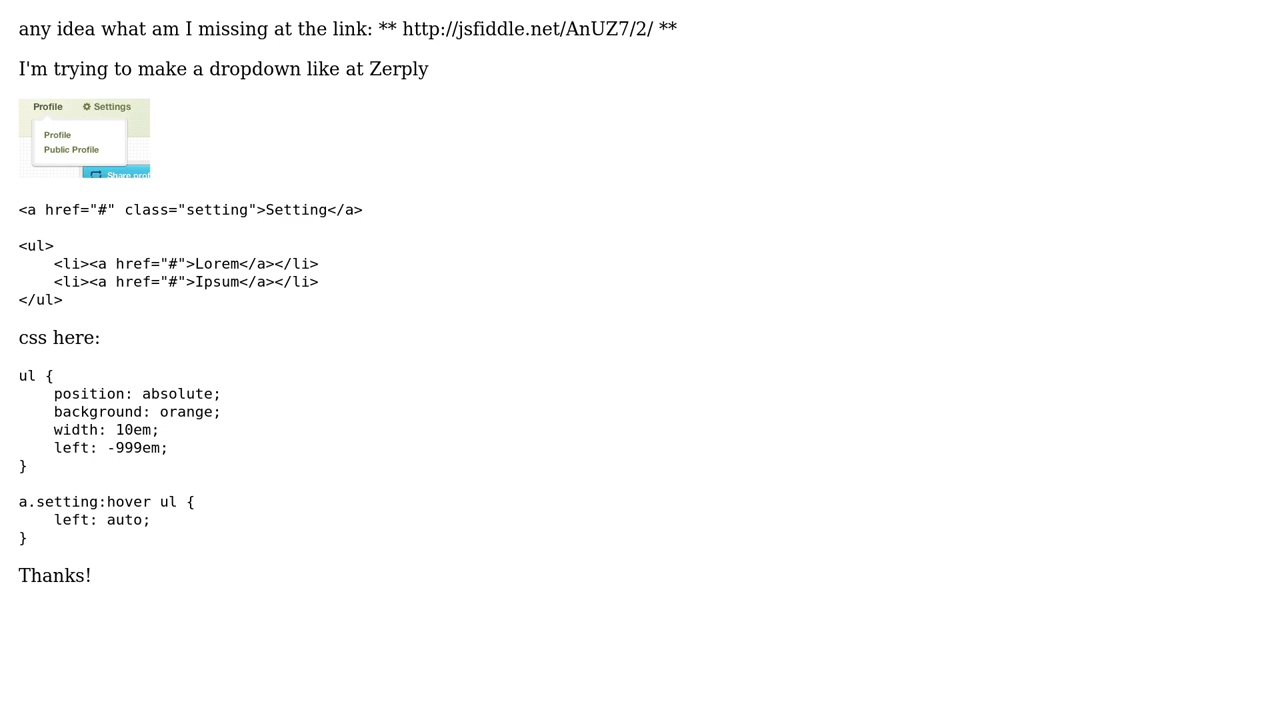 any idea what am I missing at the link: ** http://jsfiddle.net/AnUZ7/2/ **
I'm trying to make a dropdown like at Zerply
Profile Settings
Profile
Public Profile
Share prof
<a href="#" class="setting">Setting</a>
<ul>
    <li><a href="#">Lorem</a></li>
    <li><a href="#">Ipsum</a></li>
</ul>
css here:
ul {
    position: absolute;
    background: orange;
    width: 10em;
    left: -999em;
}
a.setting:hover ul {
    left: auto;
}
Thanks!